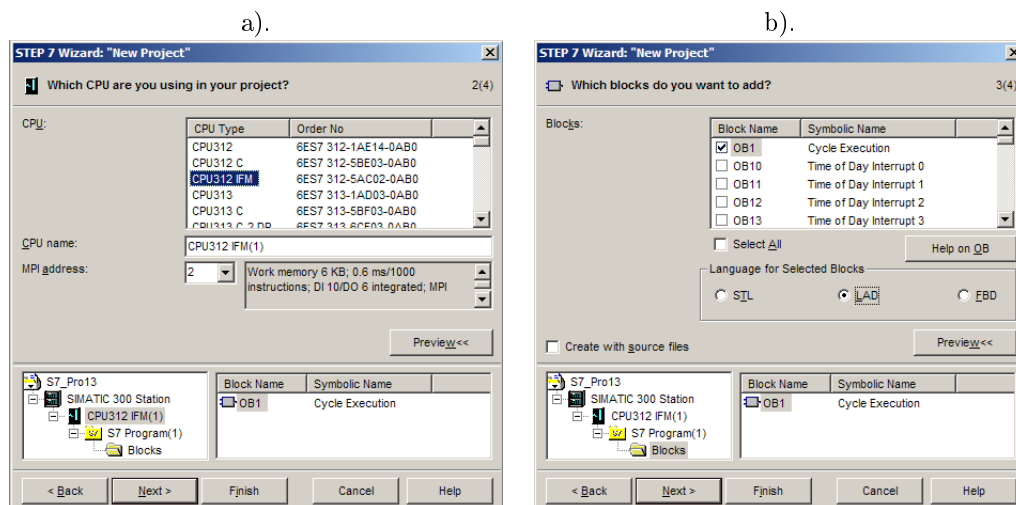 a).
STEP 7 Wizard: "New Project"
Which CPU are you using in your project? 2(4)
CPU:
CPU Type Order No
CPU312 6ES7 312-1AE14-0AB0
CPU312 C 6ES7 312-5BE03-0AB0
CPU312 IFM 6ES7 312-5AC02-0AB0
CPU313 6ES7 313-1AD03-0AB0
CPU313 C 6ES7 313-5BF03-0AB0
CPU313 C-2 DP 6ES7 313-6CF03-0AB0
CPU name: CPU312 IFM(1)
MPI address: 2
Work memory 6 KB; 0.6 ms/1000
instructions; DI 10/DO 6 integrated; MPI
Preview<<
S7_Pro13
SIMATIC 300 Station
CPU312 IFM(1)
S7 Program(1)
Blocks
Block Name Symbolic Name
OB1 Cycle Execution
< Back Next > Finish Cancel Help
b).
STEP 7 Wizard: "New Project"
Which blocks do you want to add? 3(4)
Blocks:
Block Name Symbolic Name
OB1 Cycle Execution
OB10 Time of Day Interrupt 0
OB11 Time of Day Interrupt 1
OB12 Time of Day Interrupt 2
OB13 Time of Day Interrupt 3
Select All
Help on OB
Language for Selected Blocks
STL LAD FBD
Create with source files
Preview<<
S7_Pro13
SIMATIC 300 Station
CPU312 IFM(1)
S7 Program(1)
Blocks
Block Name Symbolic Name
OB1 Cycle Execution
< Back Next > Finish Cancel Help